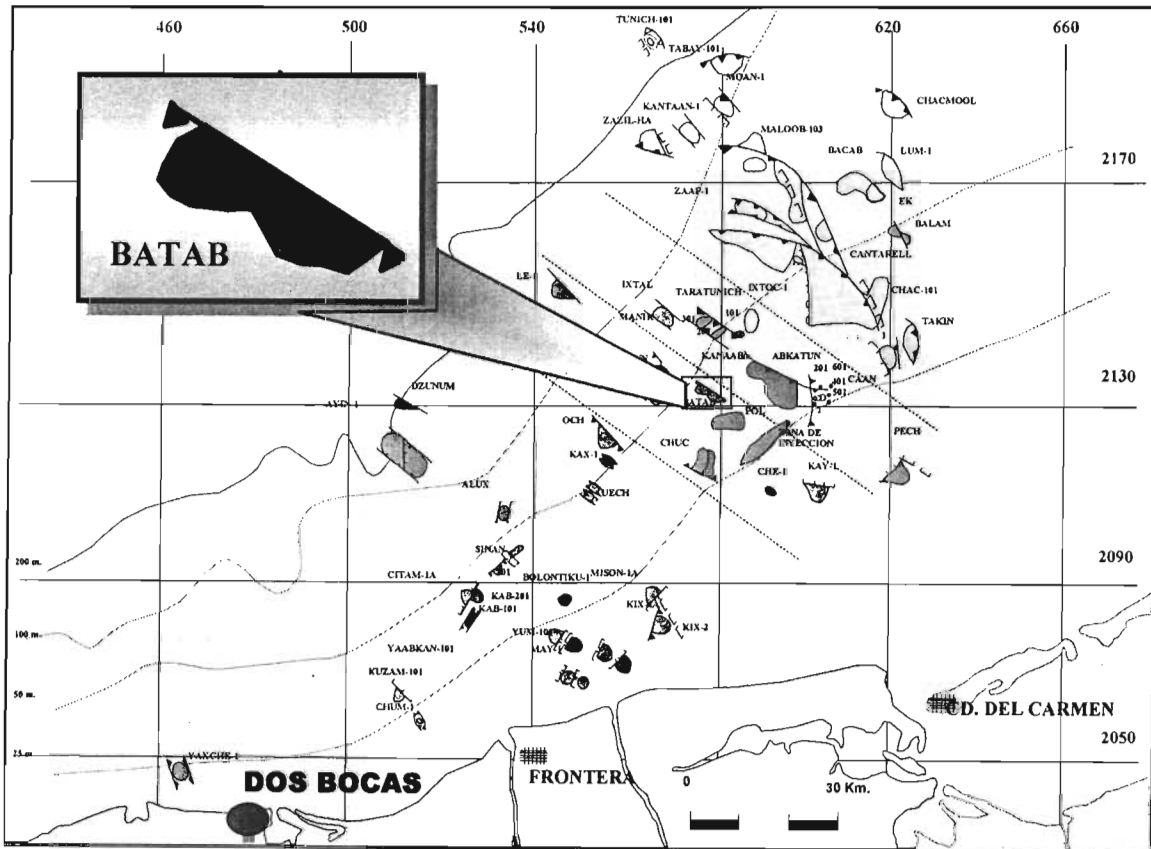 460
500
540
620
660
TUNICH-101
TABAY-101
MOAN-1
CHACMOOL
KANTAAN-1
ZAZIL-HA
MALOOB-103
BACAB
LUM-1
2170
ZAAP-1
EK
BALAM
BATAB
CANTARELL
LE-1
IXTAL
TARATUNICH
IXTOC-1
CHAC-101
MANIK
101
101
TAKIN
KANAAB
ABKATUN
201
601
401
CAAN
501
2130
DZUNUM
POL
OCH
CHUC
ZONA DE
INYECCION
PECH
KAX-1
CHE-1
KAY-1
KUECH
ALUX
SINAN
101
200 m.
2090
CITAM-1A
BOLONTIKU-1
MISON-1A
KAB-201
KAB-101
KIX-2
100 m.
YUM-101
MAY-1
YAABKAN-101
KUZAM-101
50 m.
CHUM-1
CD. DEL CARMEN
25 m
2050
YAXCHE-1
DOS BOCAS
FRONTERA
0
30 Km.